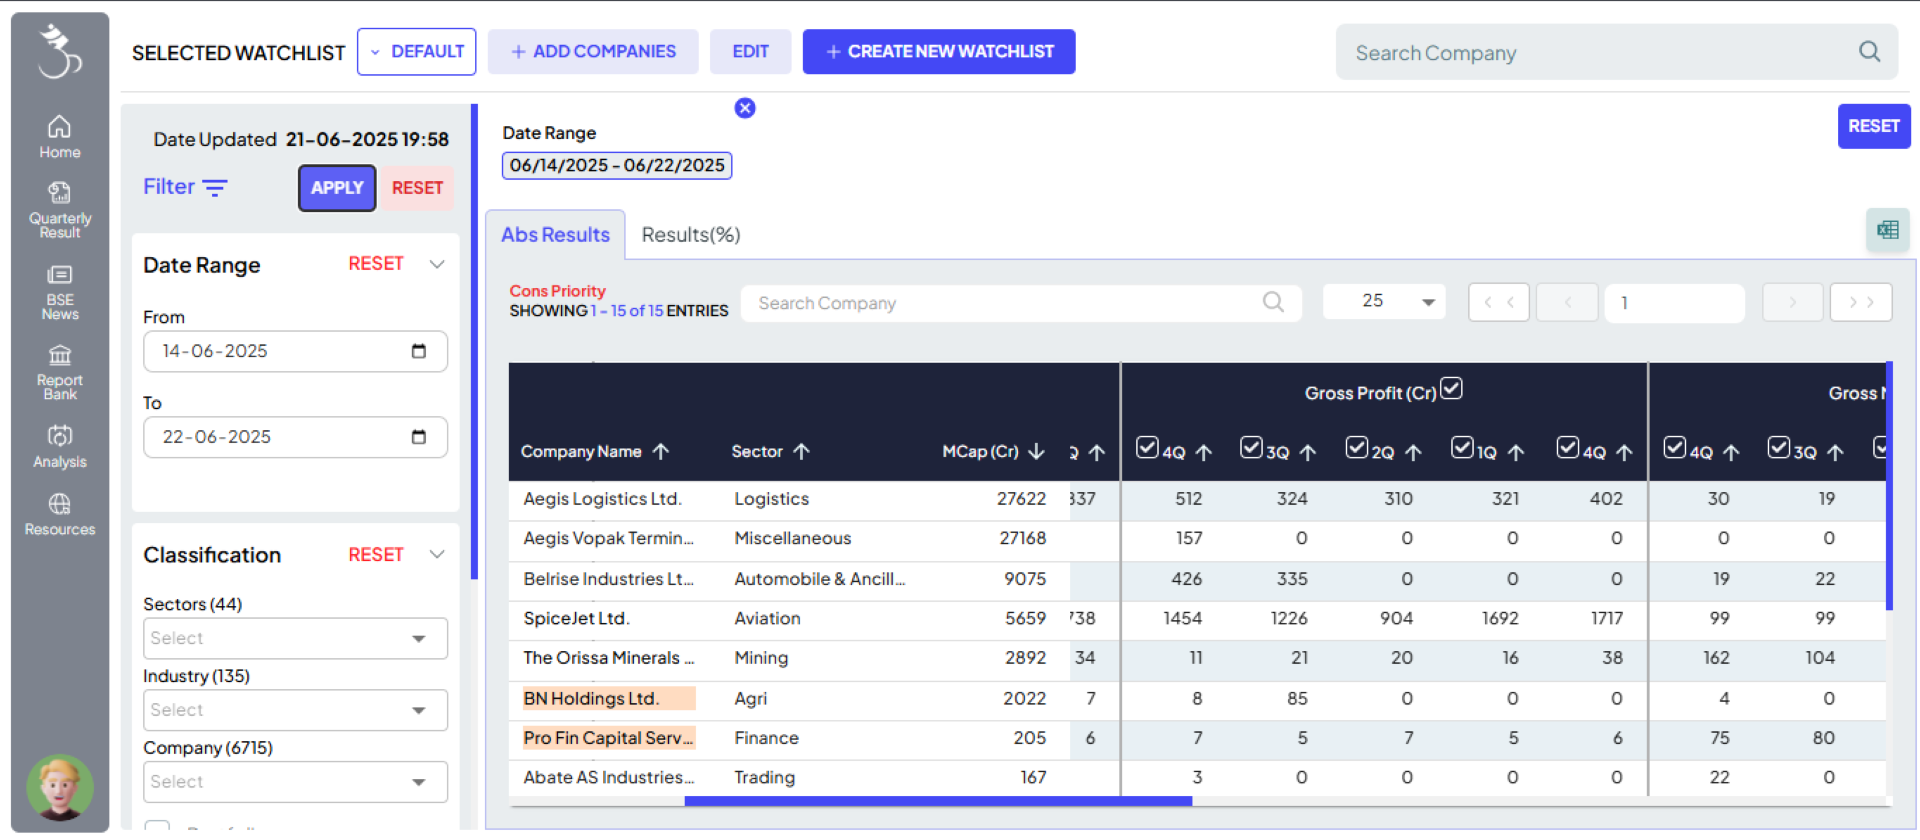 SELECTED WATCHLIST DEFAULT + ADD COMPANIES EDIT + CREATE NEW WATCHLIST Search Company
Home
Quarterly
Result
BSE
News
Report
Bank
Analysis
Resources
Date Updated 21-06-2025 19:58
Filter APPLY RESET
Date Range RESET
From
14-06-2025
To
22-06-2025
Classification RESET
Sectors (44)
Select
Industry (135)
Select
Company (6715)
Select
Date Range
06/14/2025 - 06/22/2025
RESET
Abs Results Results(%)
Cons Priority
SHOWING 1 - 15 of 15 ENTRIES Search Company 25 1
Gross Profit (Cr) Gross
Company Name Sector MCap (Cr) Q 4Q 3Q 2Q 1Q 4Q 4Q 3Q
Aegis Logistics Ltd. Logistics 27622 337 512 324 310 321 402 30 19
Aegis Vopak Termin... Miscellaneous 27168 157 0 0 0 0 0 0
Belrise Industries Lt... Automobile & Ancill... 9075 426 335 0 0 0 19 22
SpiceJet Ltd. Aviation 5659 738 1454 1226 904 1692 1717 99 99
The Orissa Minerals ... Mining 2892 34 11 21 20 16 38 162 104
BN Holdings Ltd. Agri 2022 7 8 85 0 0 0 4 0
Pro Fin Capital Serv... Finance 205 6 7 5 7 5 6 75 80
Abate AS Industries... Trading 167 3 0 0 0 0 22 0